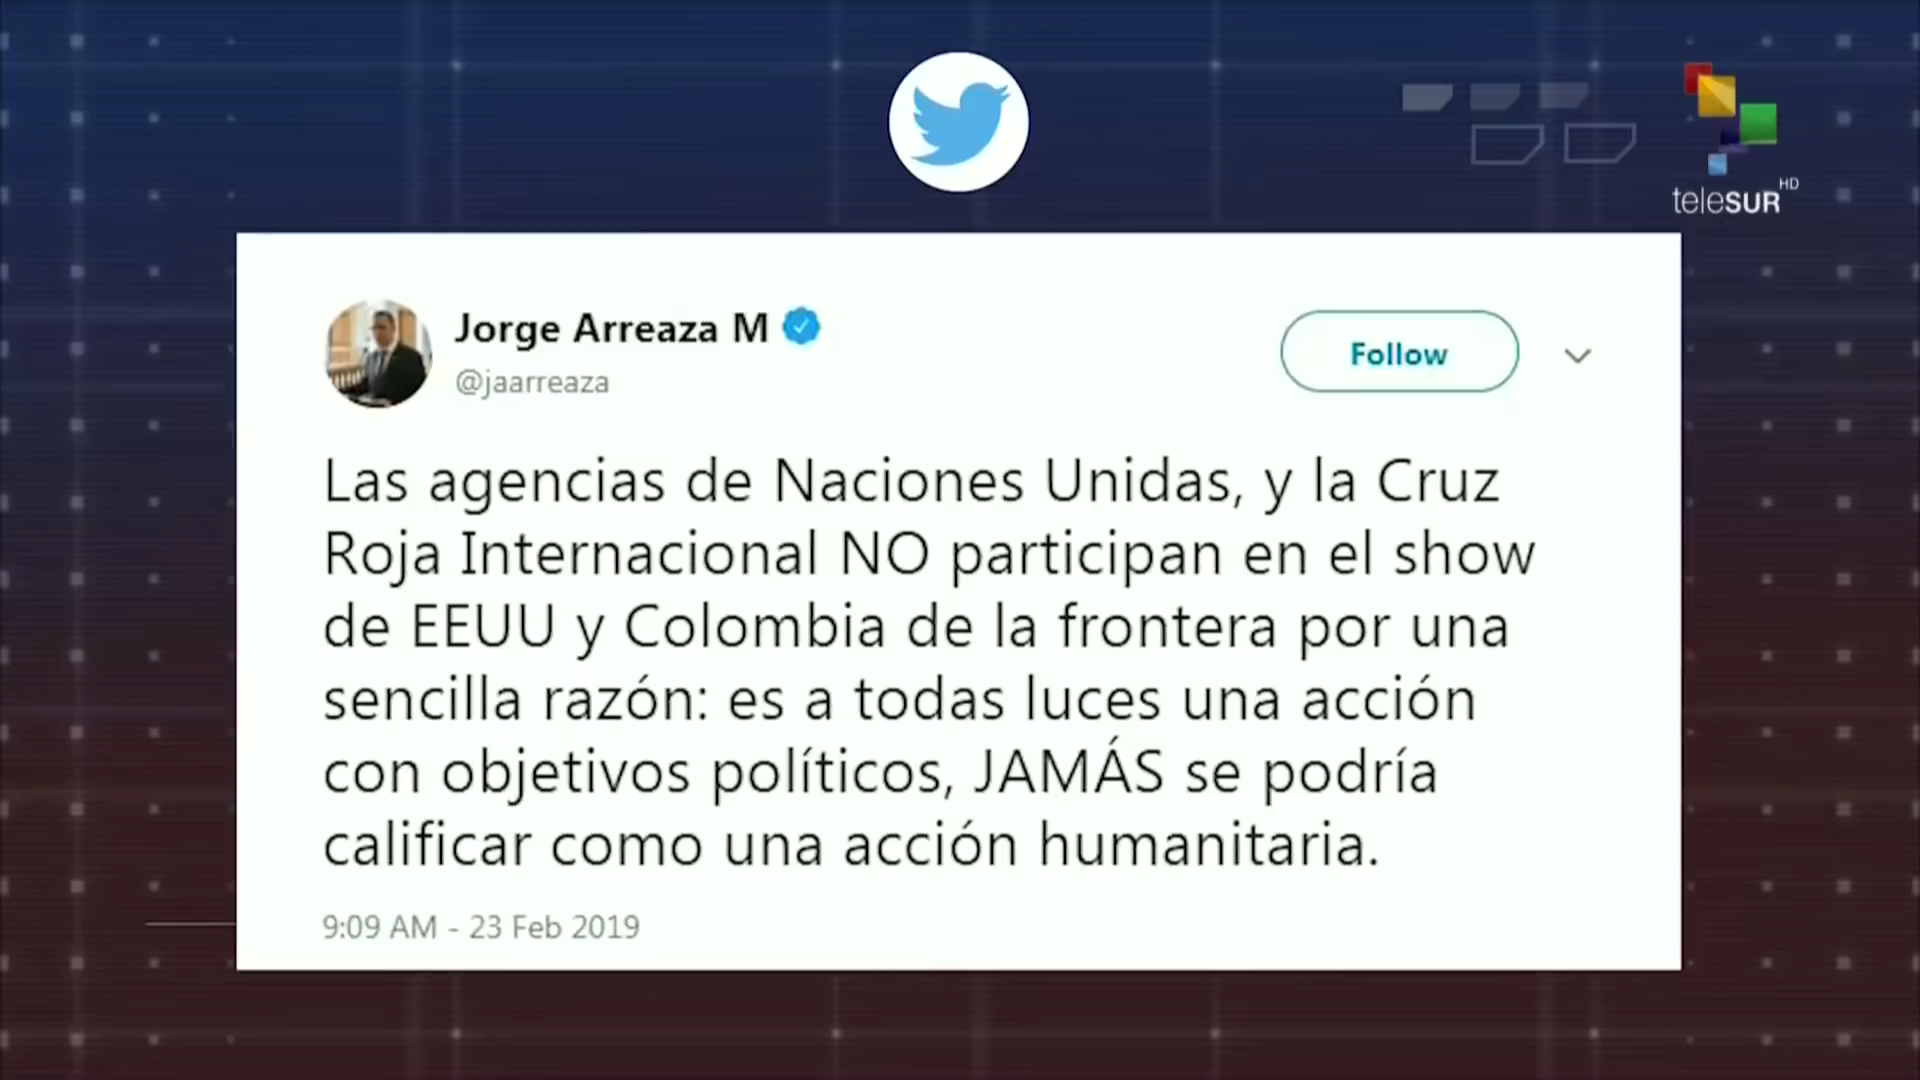 teleSUR HD
Jorge Arreaza M
@jaarreaza
Follow
Las agencias de Naciones Unidas, y la Cruz
Roja Internacional NO participan en el show
de EEUU y Colombia de la frontera por una
sencilla razón: es a todas luces una acción
con objetivos políticos, JAMÁS se podría
calificar como una acción humanitaria.
9:09 AM - 23 Feb 2019